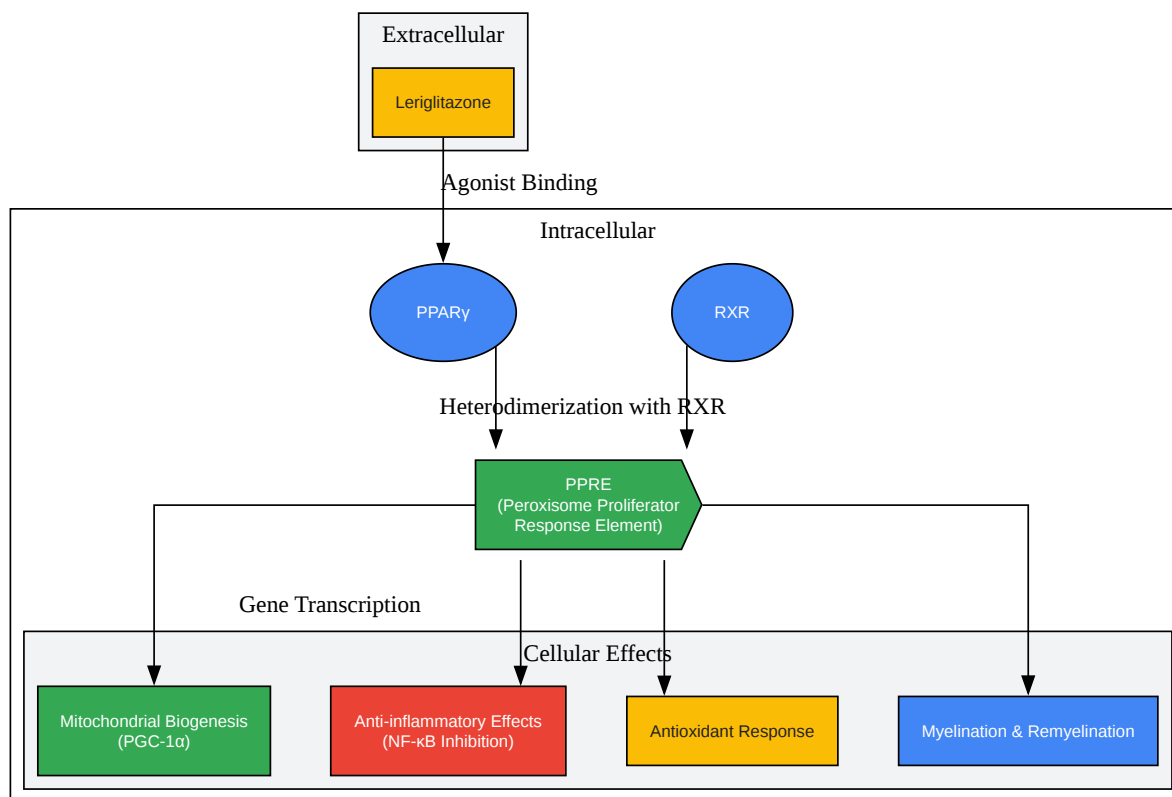 Extracellular
Leriglitazone
Agonist Binding
Intracellular
PPARγ
RXR
Heterodimerization with RXR
PPRE
(Peroxisome Proliferator
Response Element)
Gene Transcription
Cellular Effects
Mitochondrial Biogenesis
(PGC-1α)
Anti-inflammatory Effects
(NF-κB Inhibition)
Antioxidant Response
Myelination & Remyelination